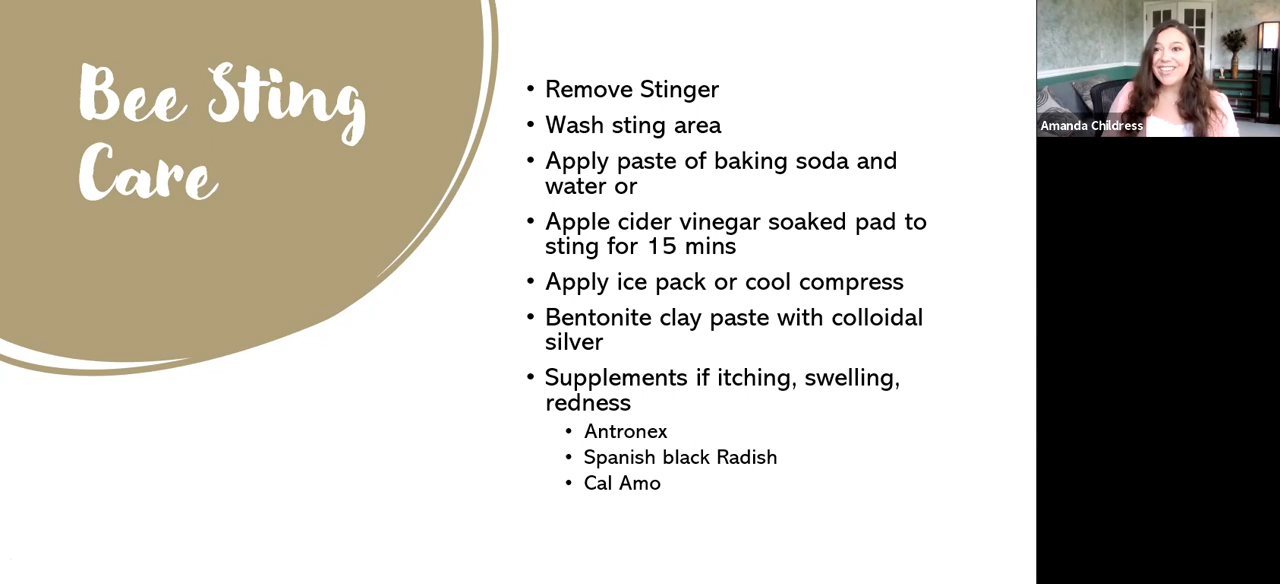 Bee Sting
Care
• Remove Stinger
• Wash sting area
• Apply paste of baking soda and
water or
• Apple cider vinegar soaked pad to
sting for 15 mins
• Apply ice pack or cool compress
• Bentonite clay paste with colloidal
silver
• Supplements if itching, swelling,
redness
• Antronex
• Spanish black Radish
• Cal Amo
Amanda Childress